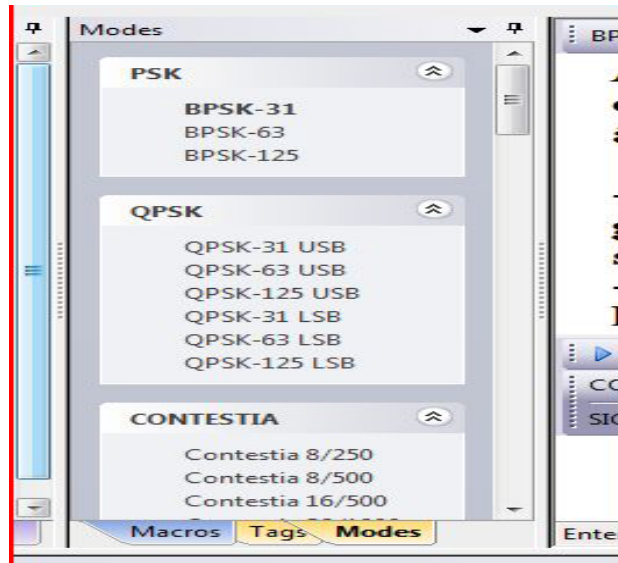 Modes
PSK
BPSK-31
BPSK-63
BPSK-125
QPSK
QPSK-31 USB
QPSK-63 USB
QPSK-125 USB
QPSK-31 LSB
QPSK-63 LSB
QPSK-125 LSB
CONTESTIA
Contestia 8/250
Contestia 8/500
Contestia 16/500
Macros Tags Modes
BP
CO
SIG
Ente